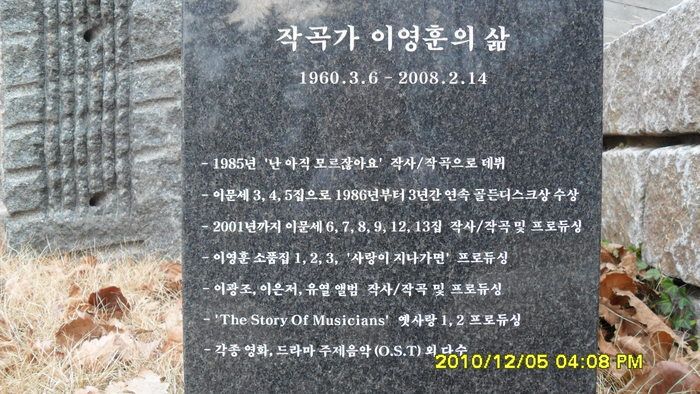 작곡가 이영훈의 삶
1960.3.6 - 2008.2.14
- 1985년 '난 아직 모르잖아요' 작사/작곡으로 데뷔
- 이문세 3, 4, 5집으로 1986년부터 3년간 연속 골든디스크상 수상
- 2001년까지 이문세 6, 7, 8, 9, 12, 13집 작사/작곡 및 프로듀싱
- 이영훈 소품집 1, 2, 3, '사랑이 지나가면' 프로듀싱
- 이광조, 이은저, 유열 앨범 작사/작곡 및 프로듀싱
- 'The Story Of Musicians' 옛사랑 1, 2 프로듀싱
- 각종 영화, 드라마 주제음악 (O.S.T) 외 다수
2010/12/05 04:08 PM